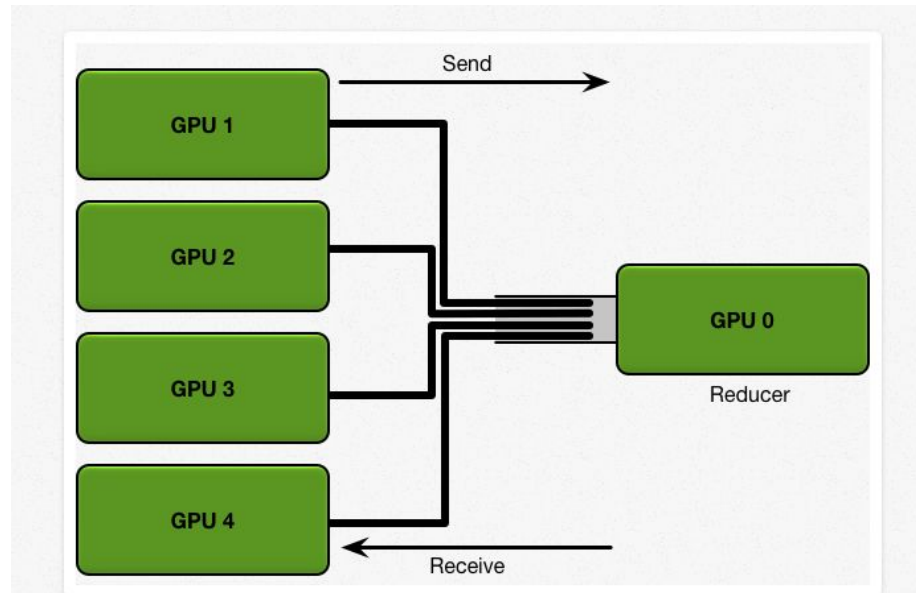 Send
GPU 1
GPU 2
GPU 0
GPU 3
Reducer
GPU 4
Receive